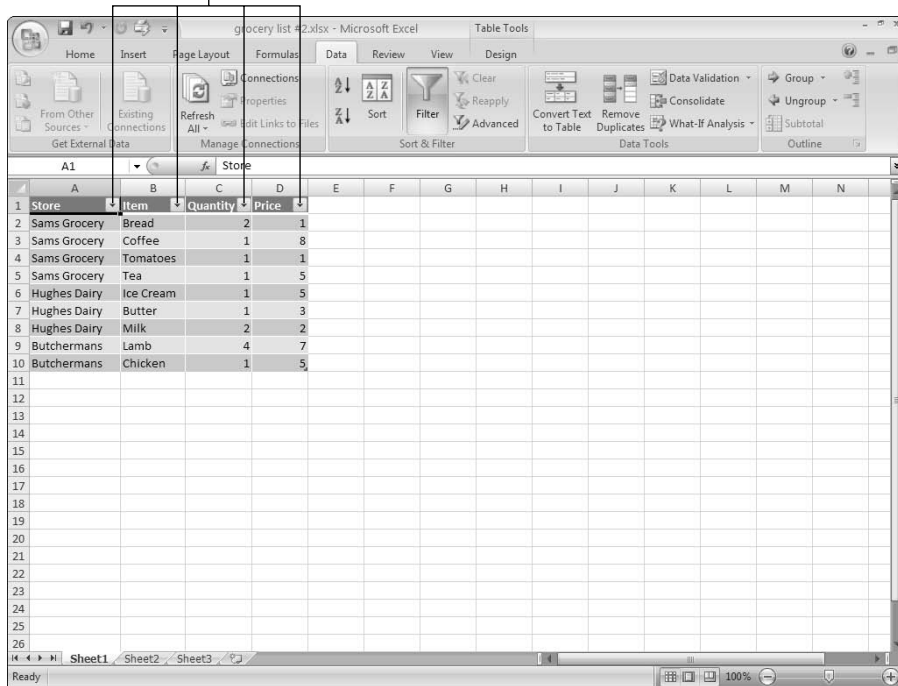 grocery list #2.xlsx - Microsoft Excel Table Tools
Home Insert Page Layout Formulas Data Review View Design
From Other Sources Existing Connections
Get External Data
Refresh All Connections Properties Edit Links to Files
Manage Connections
Sort Filter Clear Reapply Advanced
Sort & Filter
Convert Text to Table Remove Duplicates Data Validation Consolidate What-If Analysis
Data Tools
Group Ungroup Subtotal
Outline
A1 fx Store
A B C D E F G H I J K L M N
1 Store Item Quantity Price
2 Sams Grocery Bread 2 1
3 Sams Grocery Coffee 1 8
4 Sams Grocery Tomatoes 1 1
5 Sams Grocery Tea 1 5
6 Hughes Dairy Ice Cream 1 5
7 Hughes Dairy Butter 1 3
8 Hughes Dairy Milk 2 2
9 Butchermans Lamb 4 7
10 Butchermans Chicken 1 5
11
12
13
14
15
16
17
18
19
20
21
22
23
24
25
26
Sheet1 Sheet2 Sheet3
Ready 100%